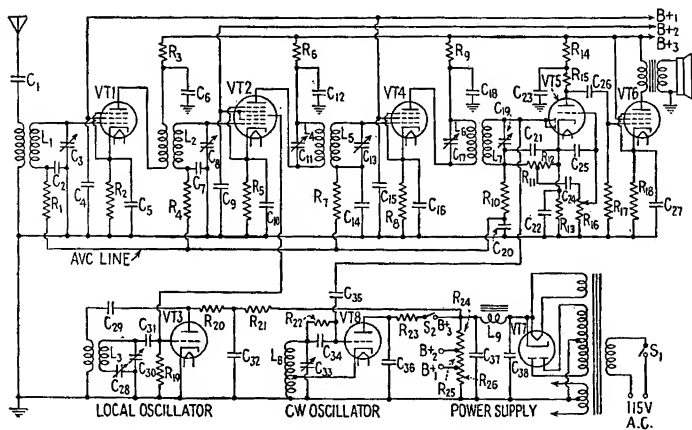 B+1
B+2
B+3
R3 R6 R9 R14
C1 VT1 C6 VT2 C12 VT4 C18 C23 VT5 R15 C26 VT6
L1 C3 L2 C8 C11 L5 C13 C17 L6 C19 L7 C21 R12 C25
C2 C7 R11 C24
R1 C4 R2 C5 R4 C9 R5 C10 R7 C14 C15 R8 C16 R10 C20 C22 R13 R16 R17 R18 C27
AVC LINE
C35 R24
C29 VT3 R20 R21 R22 VT8 R23 S2 B+3 L9 VT7
C31 C34 B+2
L3 C30 R19 C32 L8 C33 C36 B+1 C37 C38 S1
C28 R25 R26
LOCAL OSCILLATOR CW OSCILLATOR POWER SUPPLY
115V
A.C.